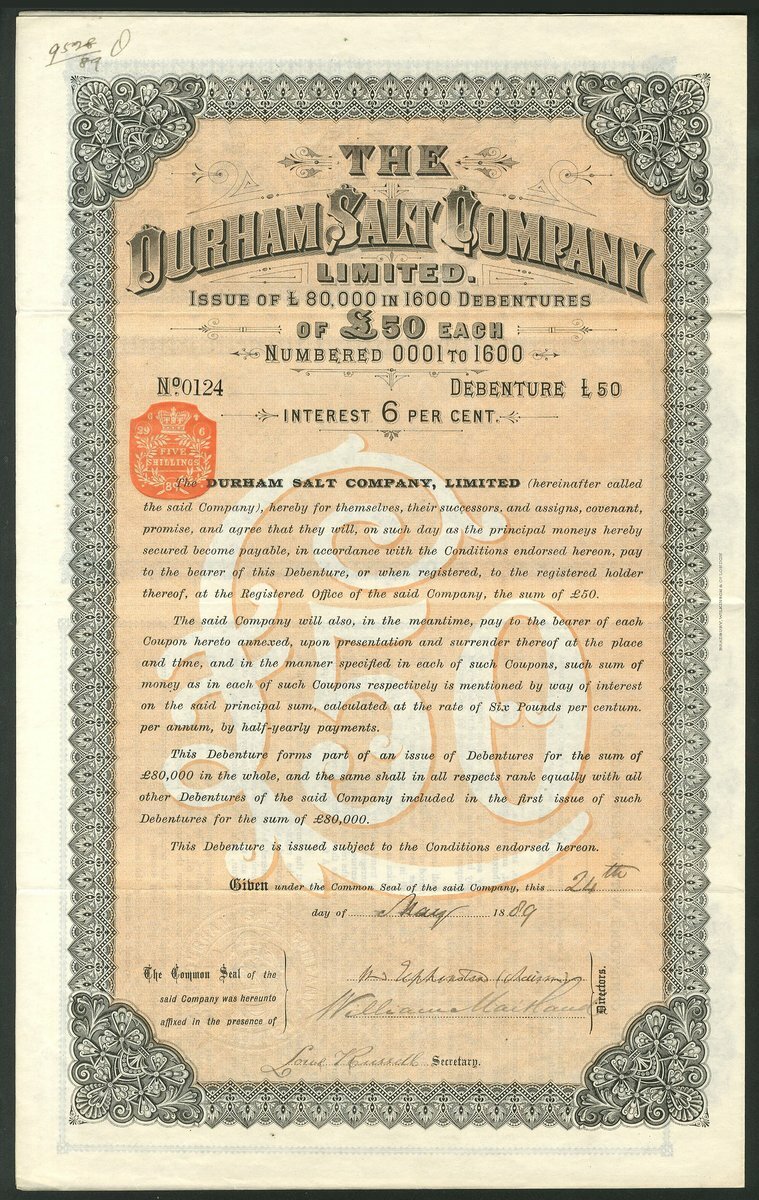 9528
89
THE
DURHAM SALT COMPANY
LIMITED.
ISSUE OF £ 80,000 IN 1600 DEBENTURES
OF £50 EACH
NUMBERED 0001 TO 1600
No. 0124 DEBENTURE £50
INTEREST 6 PER CENT.
FIVE
SHILLINGS
The DURHAM SALT COMPANY, LIMITED (hereinafter called
the said Company), hereby for themselves, their successors, and assigns, covenant,
promise, and agree that they will, on such day as the principal moneys hereby
secured become payable, in accordance with the Conditions endorsed hereon, pay
to the bearer of this Debenture, or when registered, to the registered holder
thereof, at the Registered Office of the said Company, the sum of £50.
The said Company will also, in the meantime, pay to the bearer of each
Coupon hereto annexed, upon presentation and surrender thereof at the place
and time, and in the manner specified in each of such Coupons, such sum of
money as in each of such Coupons respectively is mentioned by way of interest
on the said principal sum, calculated at the rate of Six Pounds per centum.
per annum, by half-yearly payments.
This Debenture forms part of an issue of Debentures for the sum of
£80,000 in the whole, and the same shall in all respects rank equally with all
other Debentures of the said Company included in the first issue of such
Debentures for the sum of £80,000.
This Debenture is issued subject to the Conditions endorsed hereon.
£50
Given under the Common Seal of the said Company, this 24th
day of May 1889
The Common Seal of the
said Company was hereunto
affixed in the presence of
William
Directors.
Russell Secretary.
BRADBURY, WILKINSON & Co. LONDON